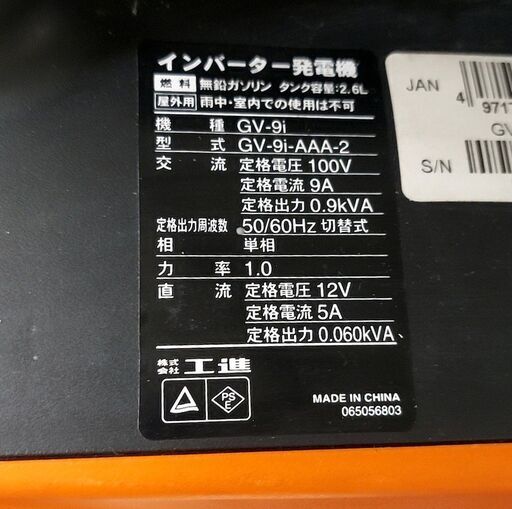 インバーター発電機
燃料 無鉛ガソリン タンク容量:2.6L
屋外用 雨中・室内での使用は不可
機種 GV-9i
型式 GV-9i-AAA-2
交流 定格電圧 100V
定格電流 9A
定格出力 0.9kVA
定格出力周波数 50/60Hz 切替式
相 単相
力率 1.0
直流 定格電圧 12V
定格電流 5A
定格出力 0.060kVA
株式会社 工進
PS
E
MADE IN CHINA
065056803
JAN
4 9717
GV
S/N